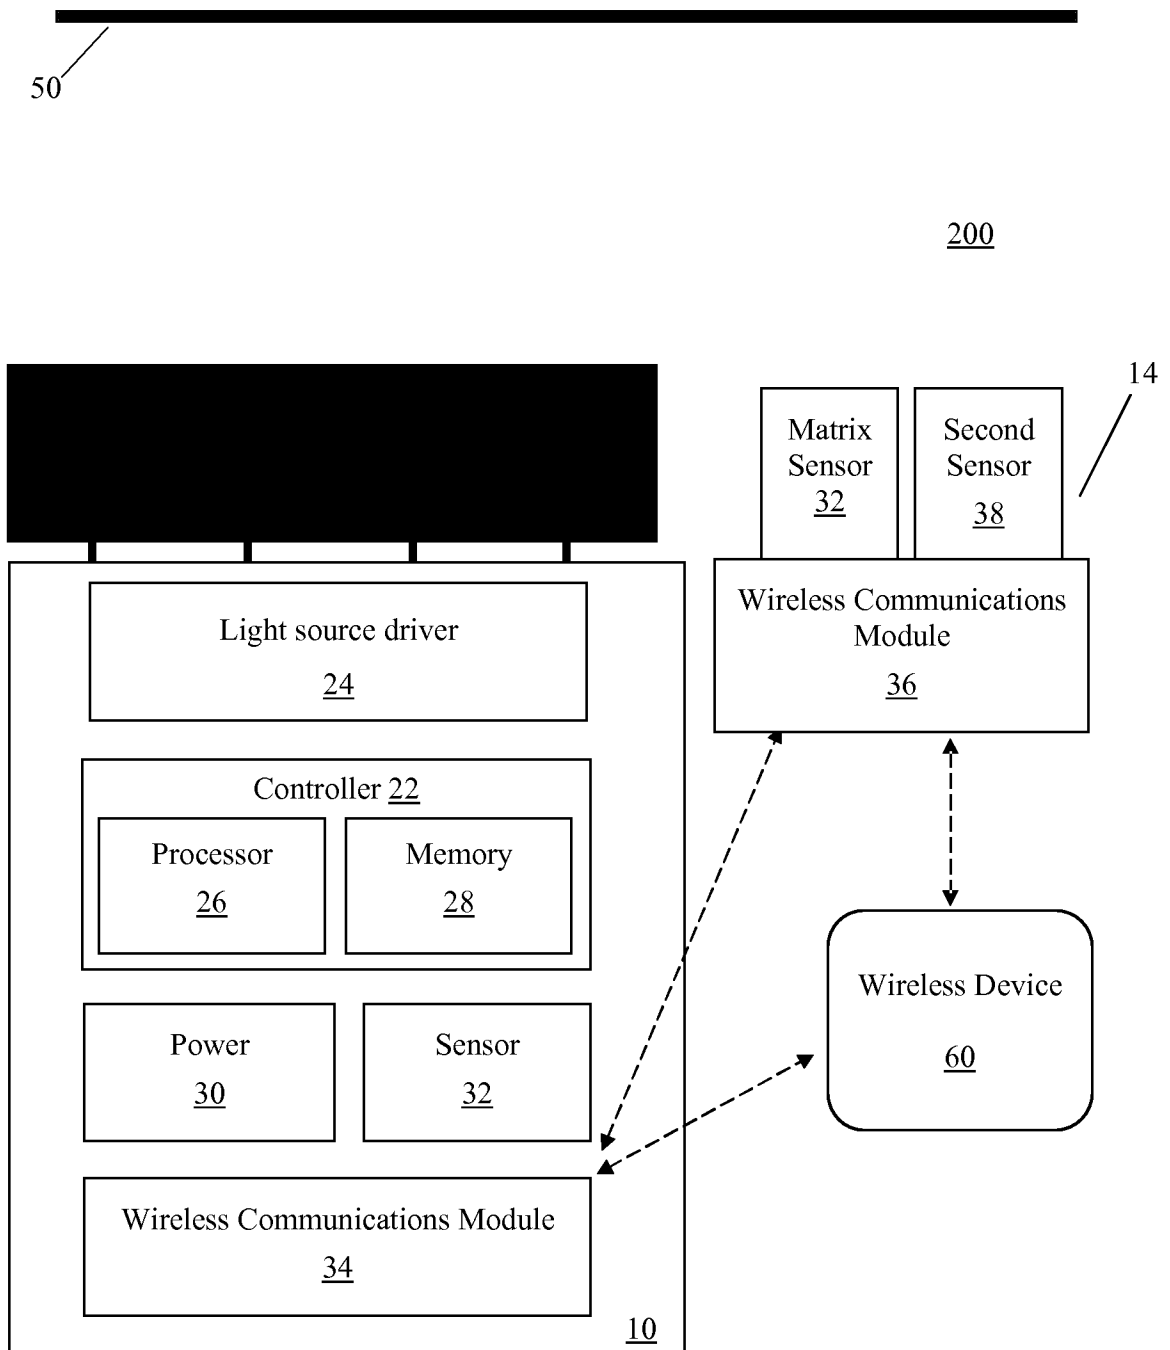 50
200
14
Matrix
Sensor
32
Second
Sensor
38
Wireless Communications
Module
36
Light source driver
24
Controller 22
Processor
26
Memory
28
Power
30
Sensor
32
Wireless Device
60
Wireless Communications Module
34
10